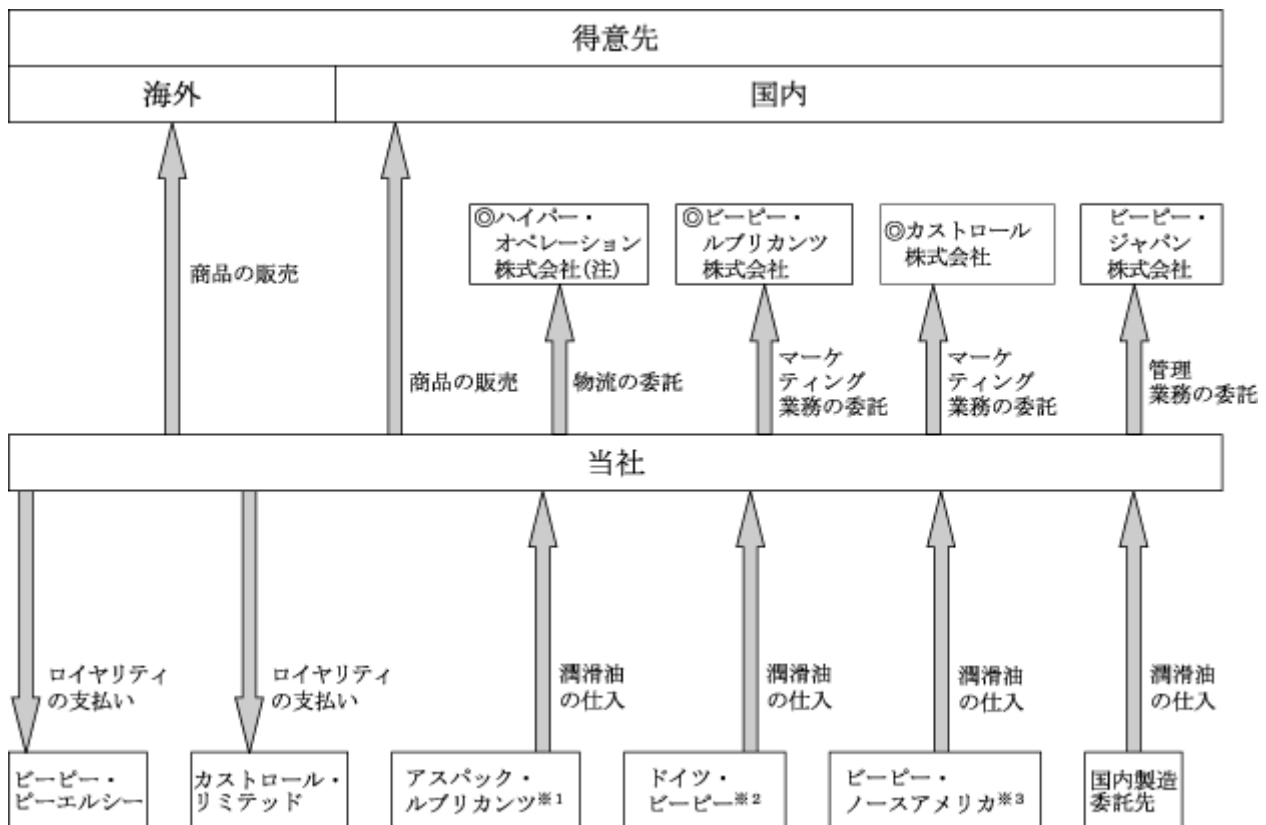 得意先
海外
国内
◎ハイパー・
オペレーション
株式会社(注)
◎ビーピー・
ルブリカンツ
株式会社
◎カストロール
株式会社
ビーピー・
ジャパン
株式会社
商品の販売
商品の販売
物流の委託
マーケ
ティング
業務の委託
マーケ
ティング
業務の委託
管理
業務の委託
当社
ロイヤリティ
の支払い
ロイヤリティ
の支払い
潤滑油
の仕入
潤滑油
の仕入
潤滑油
の仕入
潤滑油
の仕入
ビーピー・
ピーエルシー
カストロール・
リミテッド
アスパック・
ルブリカンツ※1
ドイツ・
ビーピー※2
ビーピー・
ノースアメリカ※3
国内製造
委託先